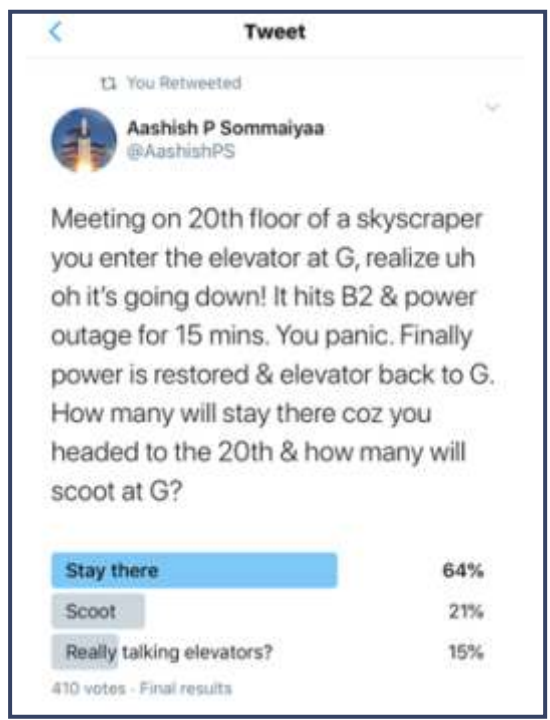 Tweet
You Retweeted
Aashish P Sommaiyaa
@AashishPS
Meeting on 20th floor of a skyscraper
you enter the elevator at G, realize uh
oh it's going down! It hits B2 & power
outage for 15 mins. You panic. Finally
power is restored & elevator back to G.
How many will stay there coz you
headed to the 20th & how many will
scoot at G?
Stay there 64%
Scoot 21%
Really talking elevators? 15%
410 votes · Final results